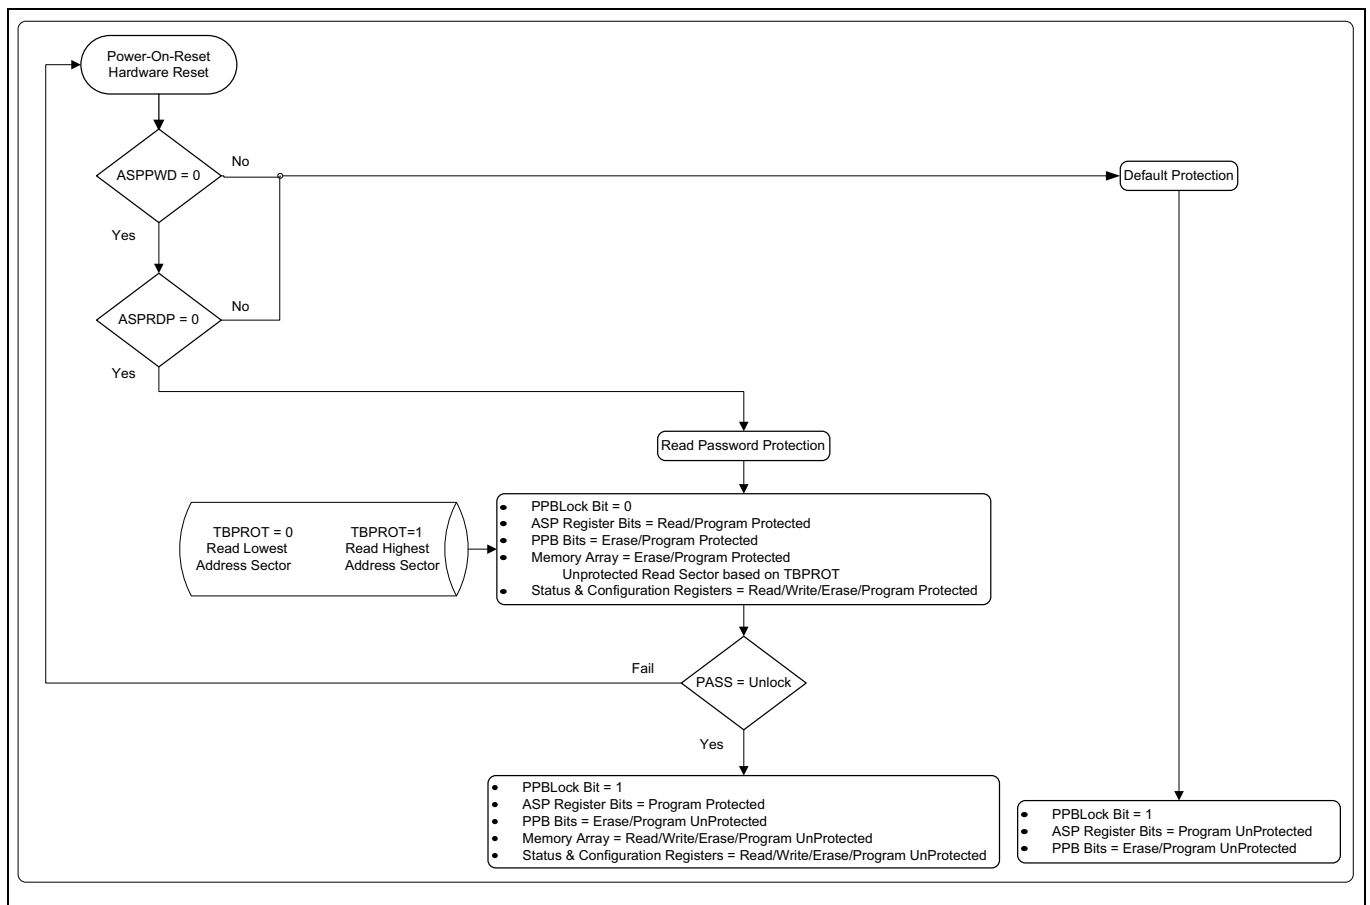 Power-On-Reset
Hardware Reset
ASPPWD = 0
No
Default Protection
Yes
ASPRDP = 0
No
Yes
Read Password Protection
TBPROT = 0
Read Lowest
Address Sector
TBPROT=1
Read Highest
Address Sector
• PPBLock Bit = 0
• ASP Register Bits = Read/Program Protected
• PPB Bits = Erase/Program Protected
• Memory Array = Erase/Program Protected
Unprotected Read Sector based on TBPROT
• Status & Configuration Registers = Read/Write/Erase/Program Protected
Fail
PASS = Unlock
Yes
• PPBLock Bit = 1
• ASP Register Bits = Program Protected
• PPB Bits = Erase/Program UnProtected
• Memory Array = Read/Write/Erase/Program UnProtected
• Status & Configuration Registers = Read/Write/Erase/Program UnProtected
• PPBLock Bit = 1
• ASP Register Bits = Program UnProtected
• PPB Bits = Erase/Program UnProtected